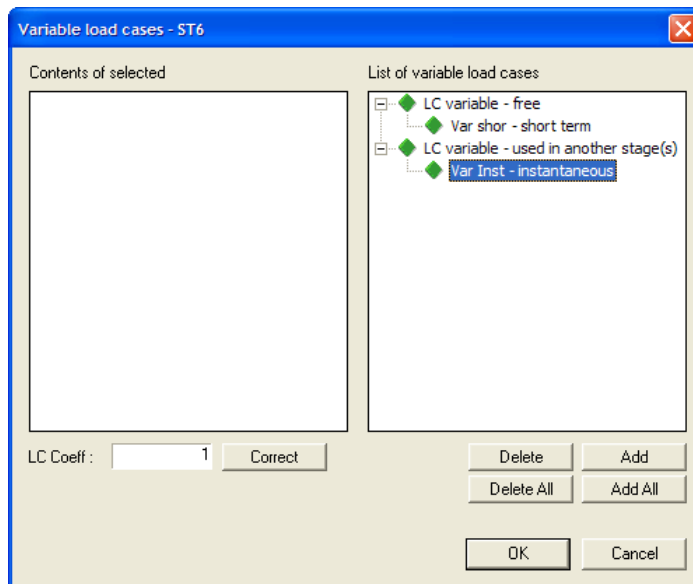 Variable load cases - ST6
Contents of selected
List of variable load cases
LC variable - free
Var shor - short term
LC variable - used in another stage(s)
Var Inst - instantaneous
LC Coeff : 1 Correct
Delete Add
Delete All Add All
OK Cancel